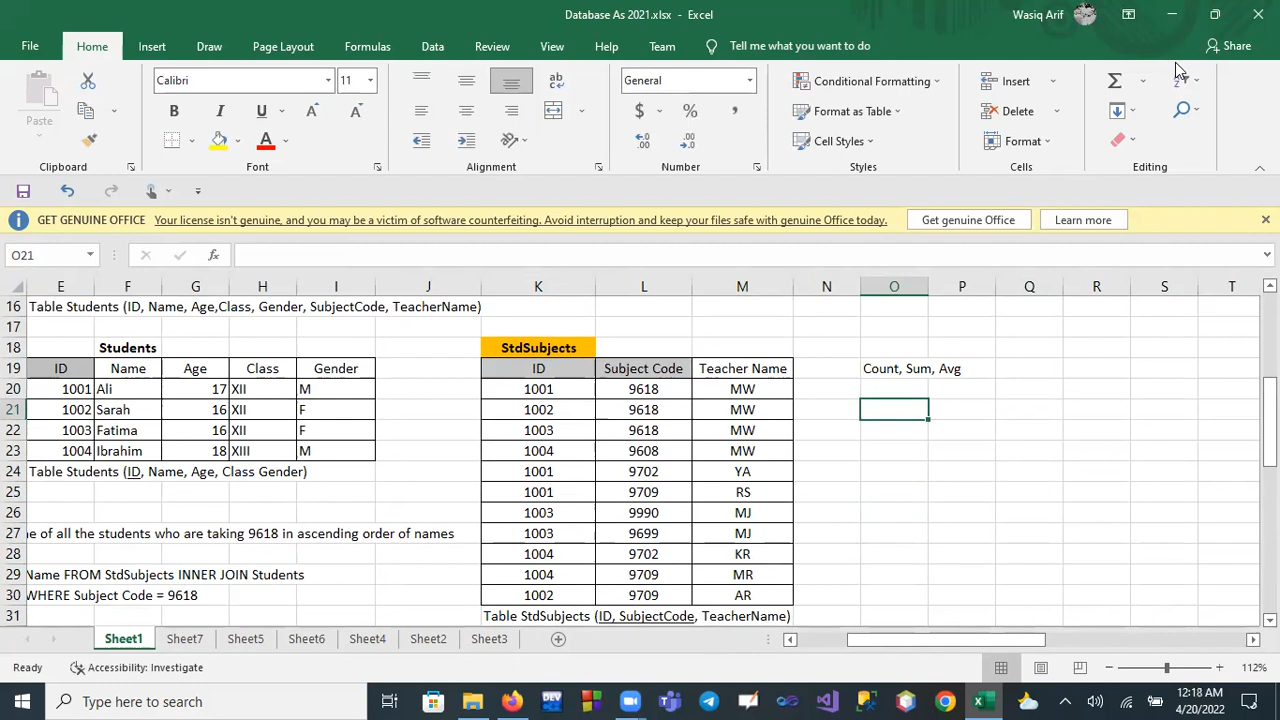 Database As 2021.xlsx - Excel
Wasiq Arif
File Home Insert Draw Page Layout Formulas Data Review View Help Team Tell me what you want to do Share
Calibri 11 General Conditional Formatting Insert
Paste Format as Table Delete
Cell Styles Format
Clipboard Font Alignment Number Styles Cells Editing
GET GENUINE OFFICE Your license isn't genuine, and you may be a victim of software counterfeiting. Avoid interruption and keep your files safe with genuine Office today. Get genuine Office Learn more
O21 fx
E F G H I J K L M N O P Q R S T
16 Table Students (ID, Name, Age,Class, Gender, SubjectCode, TeacherName)
17
18 Students StdSubjects
19 ID Name Age Class Gender ID Subject Code Teacher Name Count, Sum, Avg
20 1001 Ali 17 XII M 1001 9618 MW
21 1002 Sarah 16 XII F 1002 9618 MW
22 1003 Fatima 16 XII F 1003 9618 MW
23 1004 Ibrahim 18 XIII M 1004 9608 MW
24 Table Students (ID, Name, Age, Class Gender) 1001 9702 YA
25 1001 9709 RS
26 1003 9990 MJ
27 ne of all the students who are taking 9618 in ascending order of names 1003 9699 MJ
28 1004 9702 KR
29 Name FROM StdSubjects INNER JOIN Students 1004 9709 MR
30 WHERE Subject Code = 9618 1002 9709 AR
31 Table StdSubjects (ID, SubjectCode, TeacherName)
Sheet1 Sheet7 Sheet5 Sheet6 Sheet4 Sheet2 Sheet3
Ready Accessibility: Investigate 112%
Type here to search 12:18 AM
4/20/2022